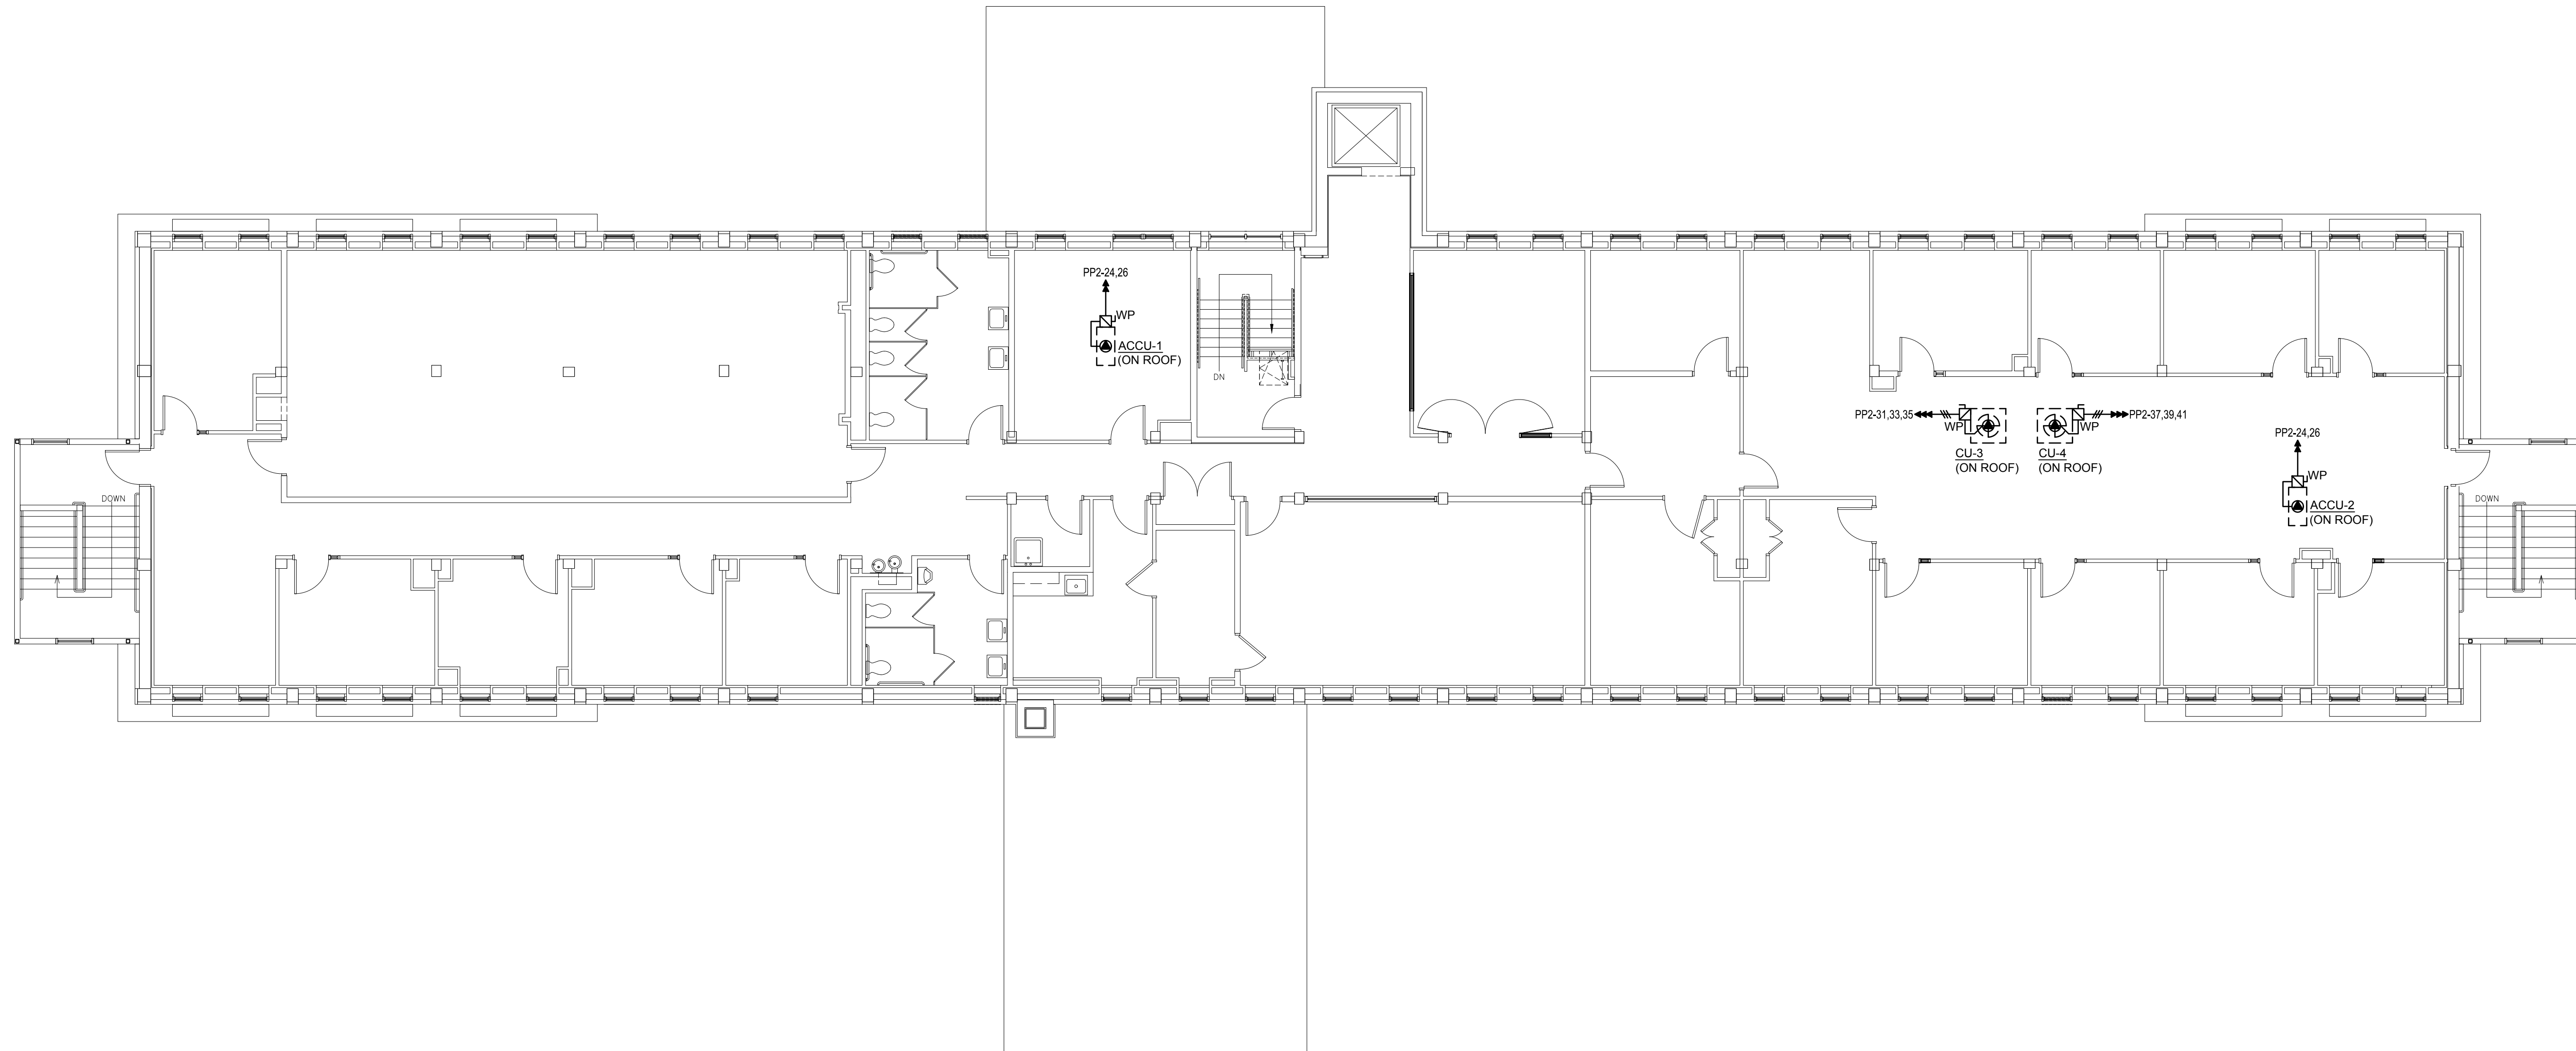 PP2-24,26
WP
ACCU-1
(ON ROOF)
DN
PP2-31,33,35
WP
CU-3
(ON ROOF)
PP2-37,39,41
WP
CU-4
(ON ROOF)
PP2-24,26
WP
ACCU-2
(ON ROOF)
DOWN
DOWN